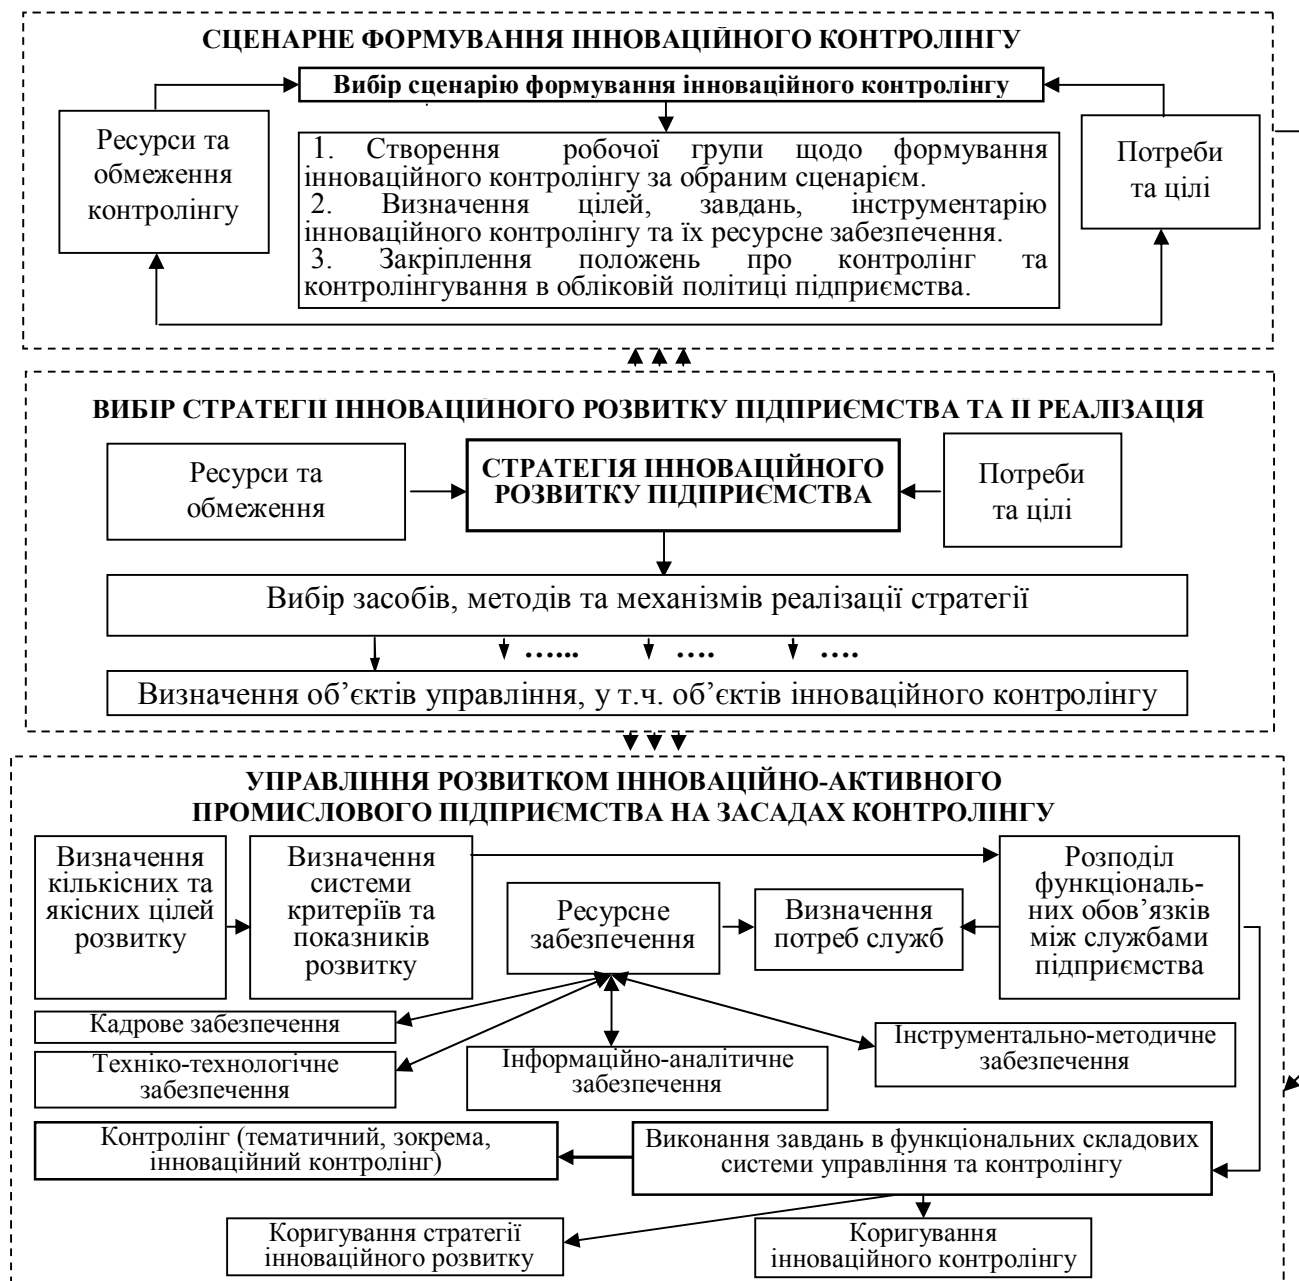 СЦЕНАРНЕ ФОРМУВАННЯ ІННОВАЦІЙНОГО КОНТРОЛІНГУ
Вибір сценарію формування інноваційного контролінгу
Ресурси та
обмеження
контролінгу
1. Створення робочої групи щодо формування
інноваційного контролінгу за обраним сценарієм.
2. Визначення цілей, завдань, інструментарію
інноваційного контролінгу та їх ресурсне забезпечення.
3. Закріплення положень про контролінг та
контролінгування в обліковій політиці підприємства.
Потреби
та цілі
ВИБІР СТРАТЕГІІ ІННОВАЦІЙНОГО РОЗВИТКУ ПІДПРИЄМСТВА ТА ІІ РЕАЛІЗАЦІЯ
Ресурси та
обмеження
СТРАТЕГІЯ ІННОВАЦІЙНОГО
РОЗВИТКУ ПІДПРИЄМСТВА
Потреби
та цілі
Вибір засобів, методів та механізмів реалізації стратегії
…... …. ….
Визначення об’єктів управління, у т.ч. об’єктів інноваційного контролінгу
УПРАВЛІННЯ РОЗВИТКОМ ІННОВАЦІЙНО-АКТИВНОГО
ПРОМИСЛОВОГО ПІДПРИЄМСТВА НА ЗАСАДАХ КОНТРОЛІНГУ
Визначення
кількісних та
якісних цілей
розвитку
Визначення
системи
критеріїв та
показників
розвитку
Ресурсне
забезпечення
Визначення
потреб служб
Розподіл
функціональ-
них обов’язків
між службами
підприємства
Кадрове забезпечення
Техніко-технологічне
забезпечення
Інформаційно-аналітичне
забезпечення
Інструментально-методичне
забезпечення
Контролінг (тематичний, зокрема,
інноваційний контролінг)
Виконання завдань в функціональних складових
системи управління та контролінгу
Коригування стратегії
інноваційного розвитку
Коригування
інноваційного контролінгу